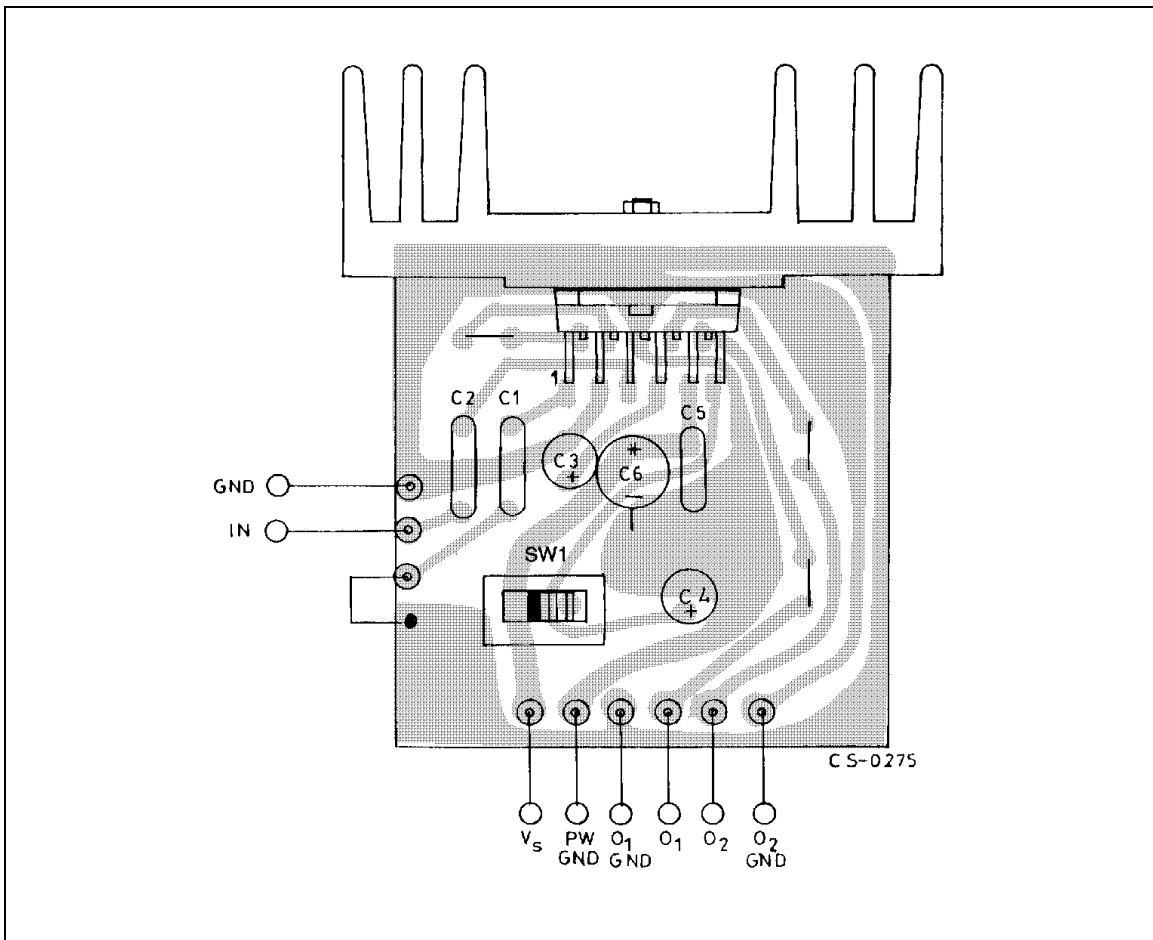 1
C2
C1
C5
C3
+
+
C6
−
GND
IN
SW1
C4
+
CS-0275
Vs
PW
GND
O1
GND
O1
O2
O2
GND